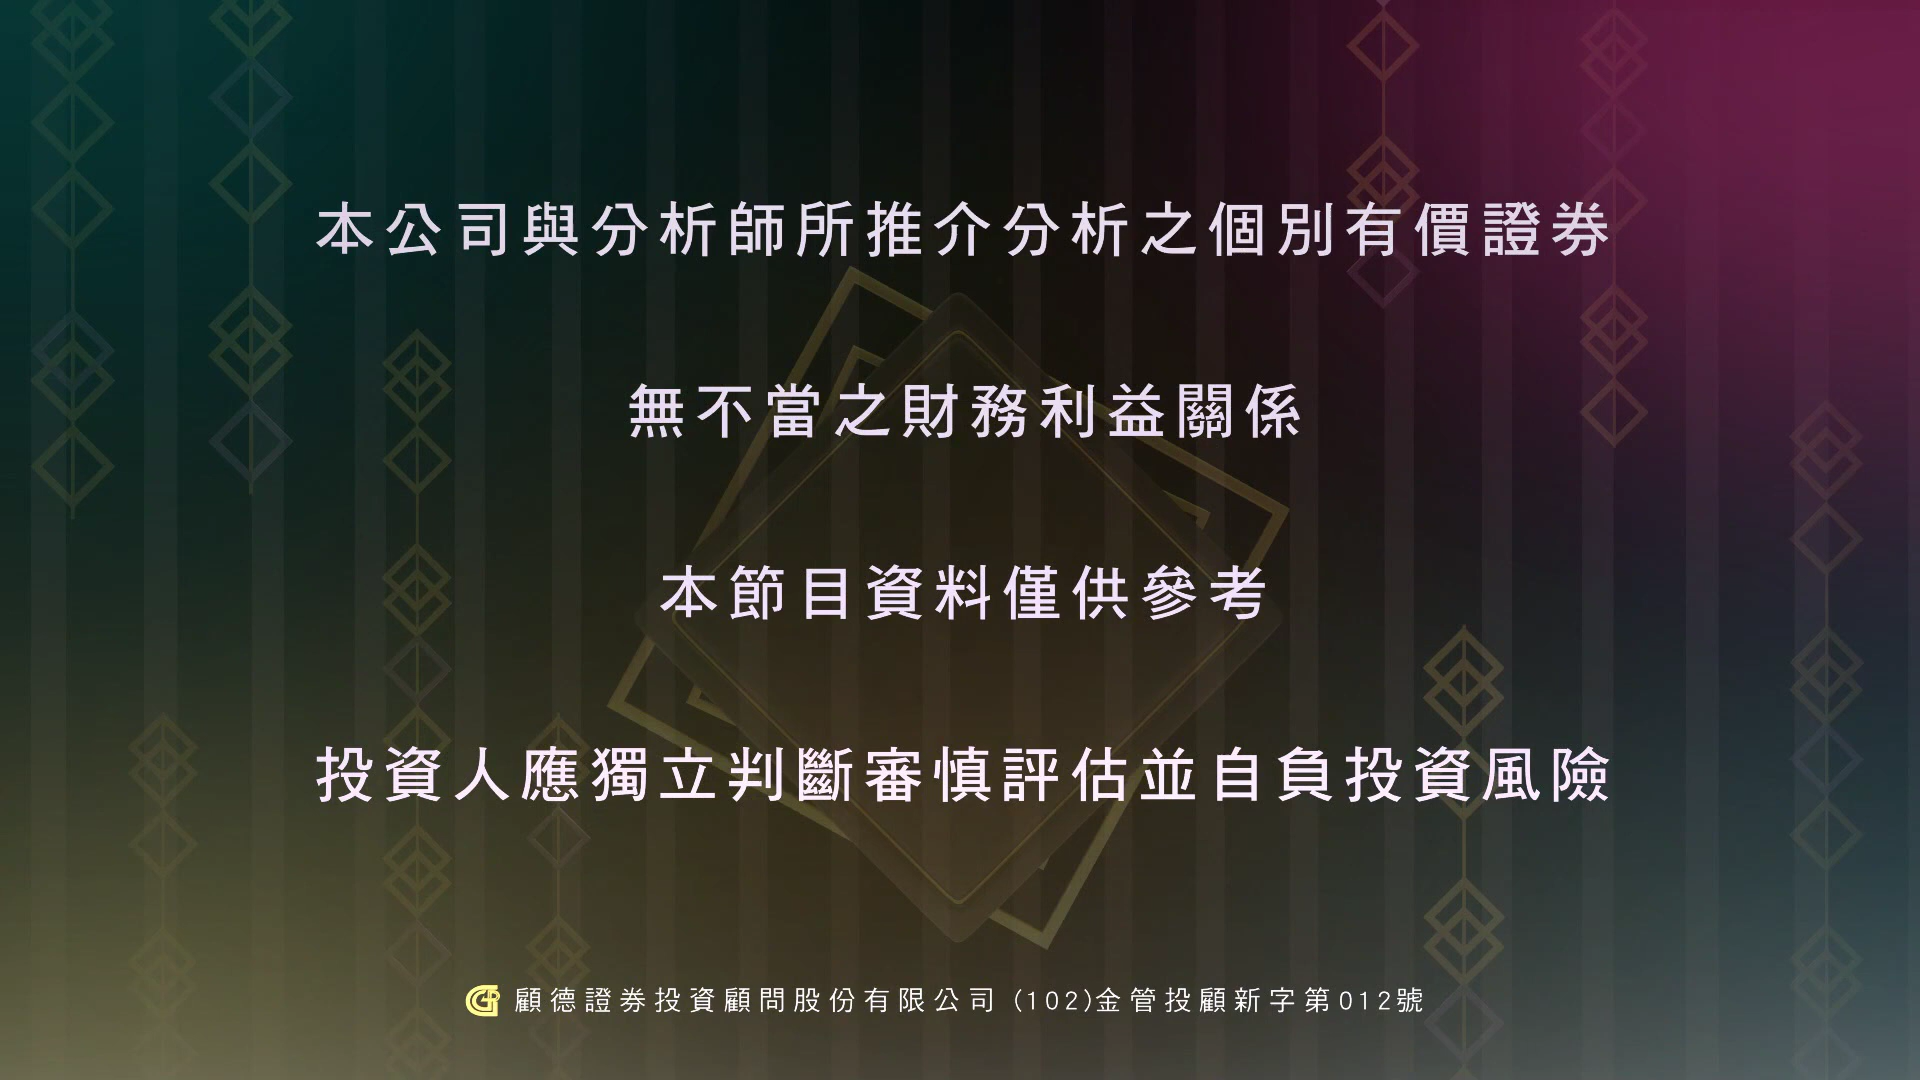 本公司與分析師所推介分析之個別有價證券
無不當之財務利益關係
本節目資料僅供參考
投資人應獨立判斷審慎評估並自負投資風險
顧德證券投資顧問股份有限公司 (102)金管投顧新字第012號